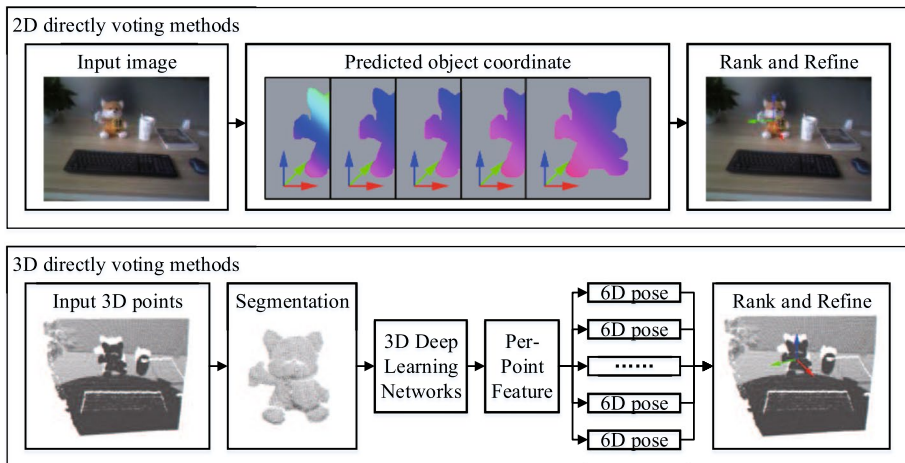 2D directly voting methods
Input image
Predicted object coordinate
Rank and Refine
3D directly voting methods
Input 3D points
Segmentation
3D Deep
Learning
Networks
Per-
Point
Feature
6D pose
6D pose
......
6D pose
6D pose
Rank and Refine